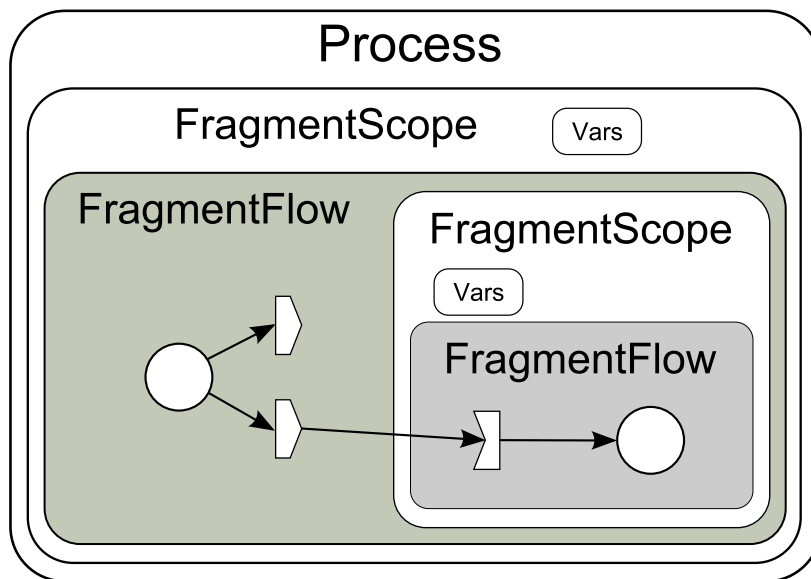 Process
FragmentScope
Vars
FragmentFlow
FragmentScope
Vars
FragmentFlow